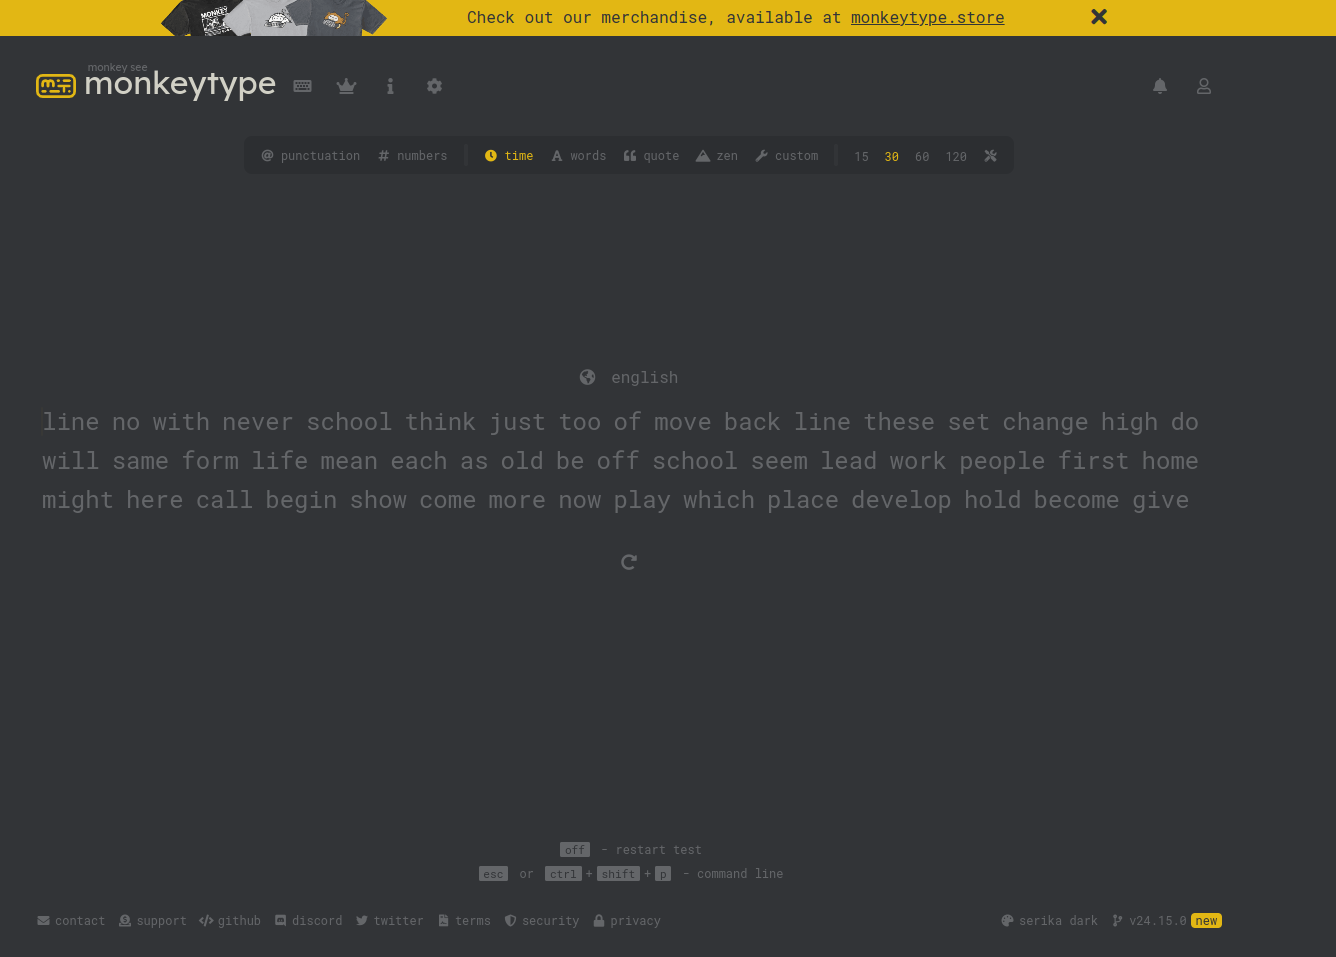 Check out our merchandise, available at monkeytype.store
monkey see
monkeytype
@ punctuation # numbers time A words quote zen custom 15 30 60 120
english
line no with never school think just too of move back line these set change high do
will same form life mean each as old be off school seem lead work people first home
might here call begin show come more now play which place develop hold become give
off - restart test
esc or ctrl + shift + p - command line
contact support github discord twitter terms security privacy serika dark v24.15.0 new